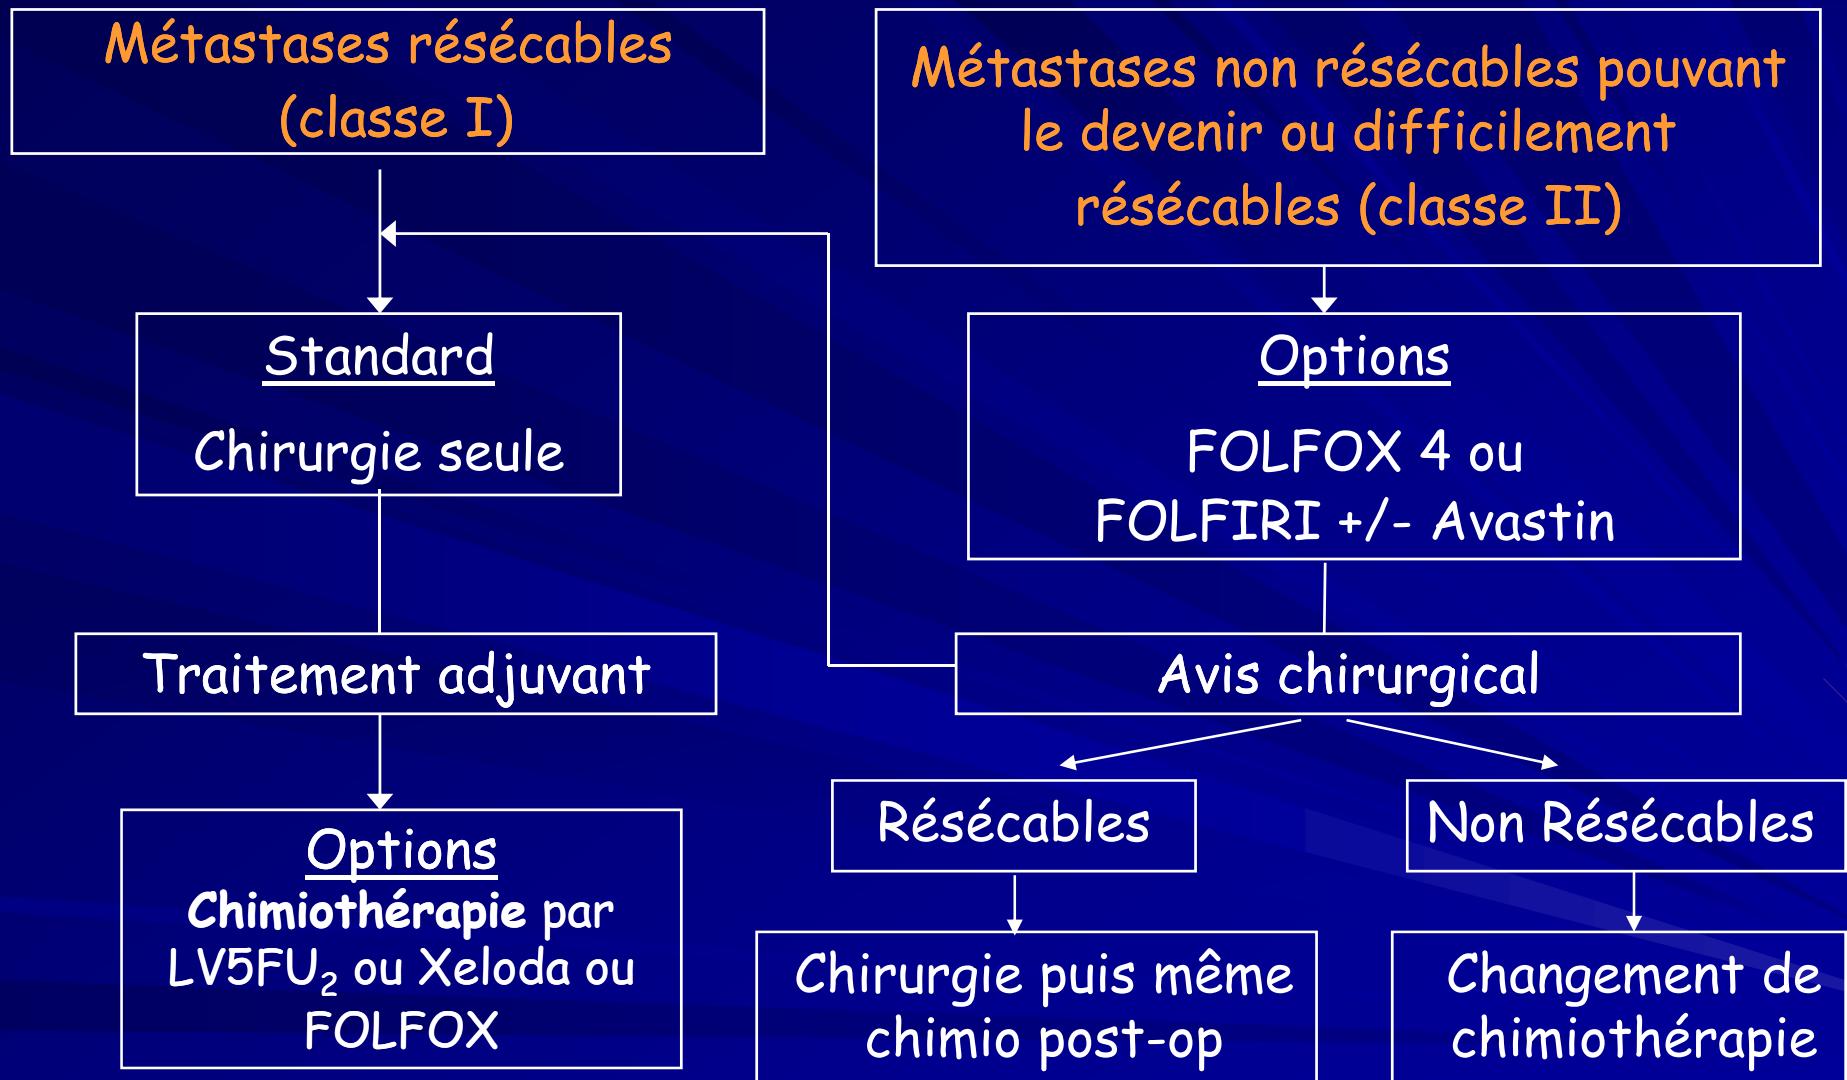 Métastases résécables
(classe I)
Métastases non résécables pouvant
le devenir ou difficilement
résécables (classe II)
Standard
Chirurgie seule
Options
FOLFOX 4 ou
FOLFIRI +/- Avastin
Traitement adjuvant
Avis chirurgical
Options
Chimiothérapie par
LV5FU₂ ou Xeloda ou
FOLFOX
Résécables
Non Résécables
Chirurgie puis même
chimio post-op
Changement de
chimiothérapie